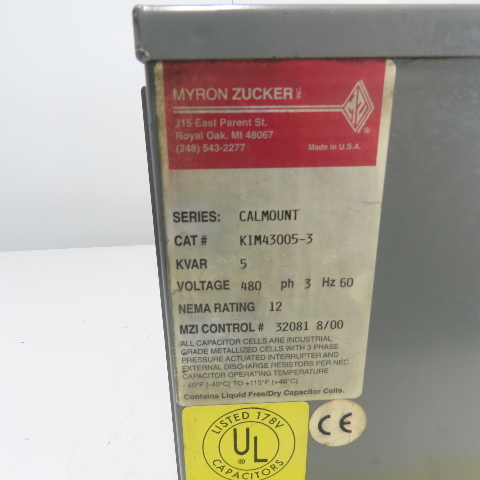 MYRON ZUCKER INC
315 East Parent St.
Royal Oak, MI 48067
(248) 543-2277
Made in U.S.A.
SERIES: CALMOUNT
CAT # KIM43005-3
KVAR 5
VOLTAGE 480 ph 3 Hz 60
NEMA RATING 12
MZI CONTROL # 32081 8/00
ALL CAPACITOR CELLS ARE INDUSTRIAL
GRADE METALLIZED CELLS WITH 3 PHASE
PRESSURE ACTUATED INTERRUPTER AND
EXTERNAL DISCHARGE RESISTORS PER NEC.
CAPACITOR OPERATING TEMPERATURE
-40°F (-40°C) TO +115°F (+40°C)
Contains Liquid Free/Dry Capacitor Cells.
LISTED 178V
UL
CAPACITORS
CE